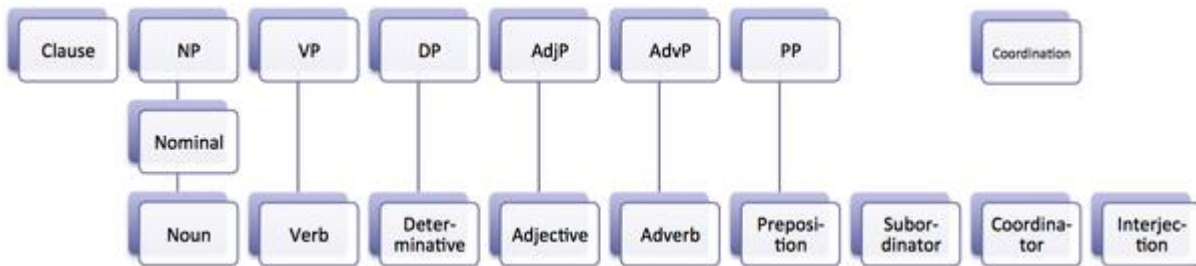 Clause
NP
VP
DP
AdjP
AdvP
PP
Coordination
Nominal
Noun
Verb
Deter-
minative
Adjective
Adverb
Preposi-
tion
Subor-
dinator
Coordina-
tor
Interjec-
tion